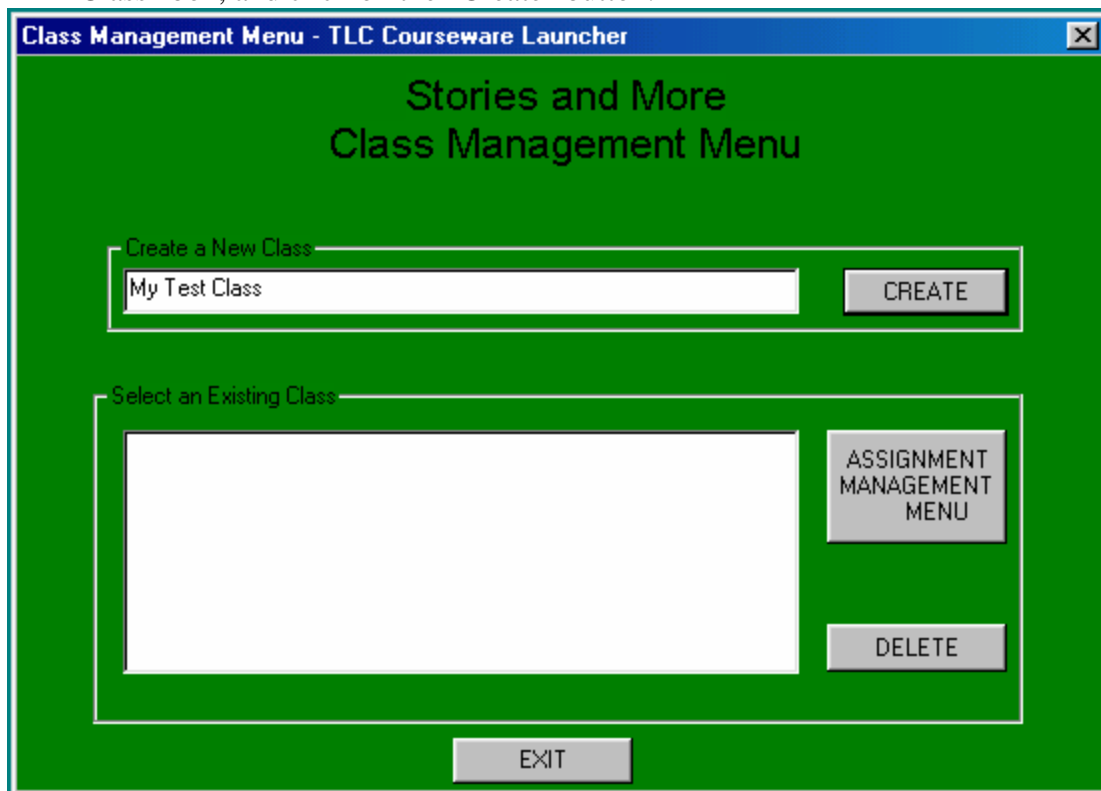 Class Management Menu - TLC Courseware Launcher
Stories and More
Class Management Menu
Create a New Class
My Test Class
CREATE
Select an Existing Class
ASSIGNMENT
MANAGEMENT
MENU
DELETE
EXIT